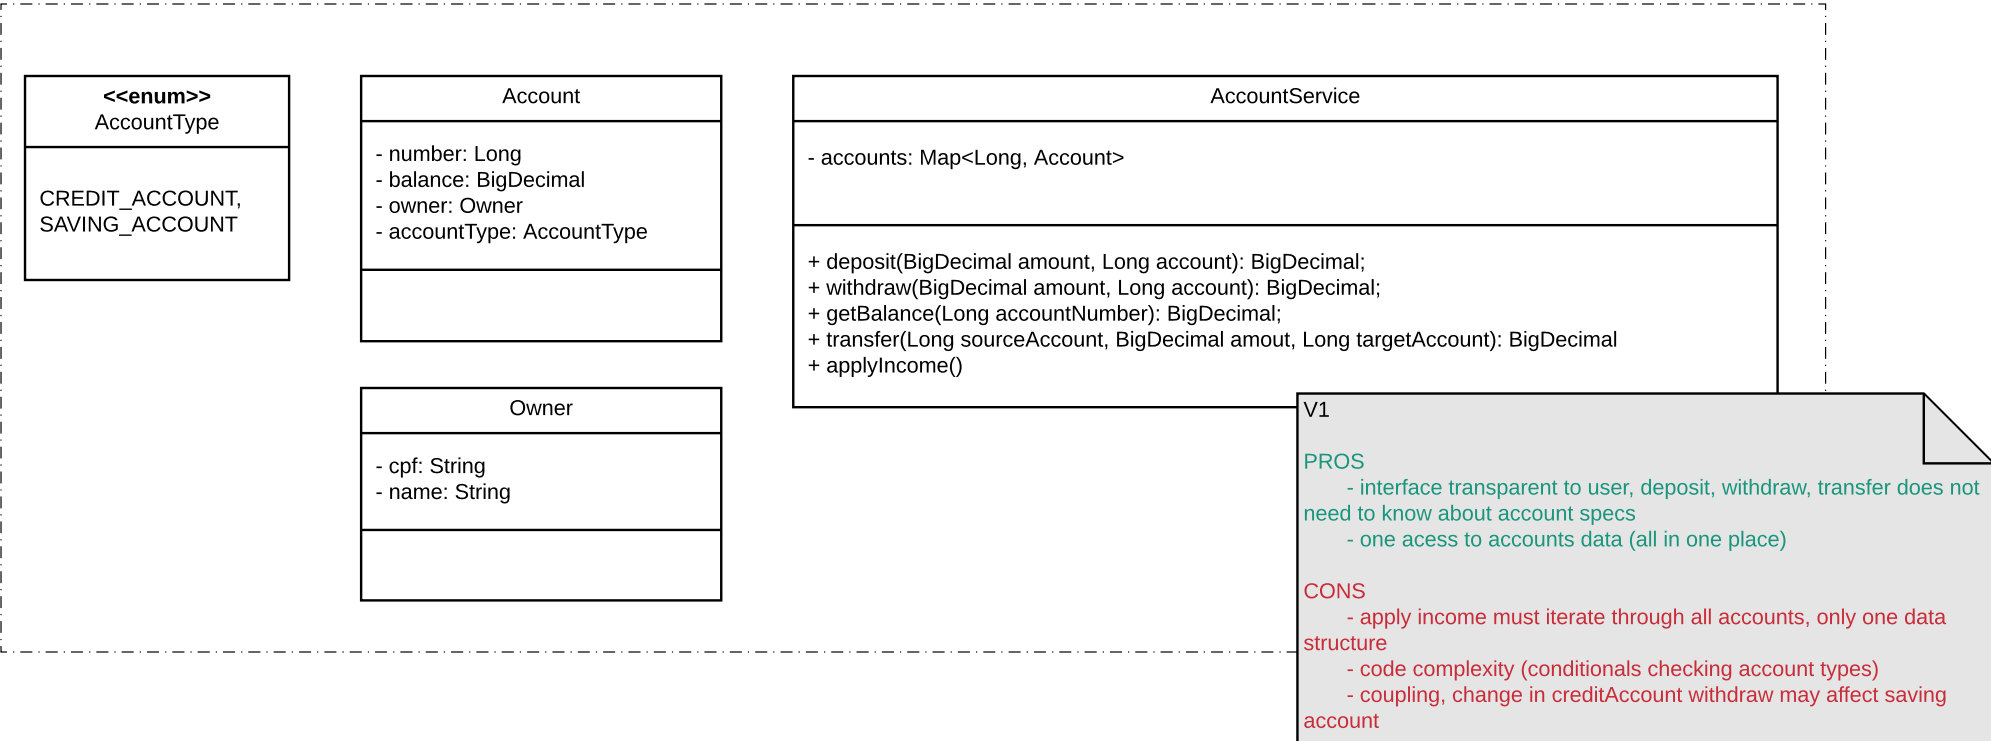 <<enum>>
AccountType
CREDIT_ACCOUNT,
SAVING_ACCOUNT
Account
- number: Long
- balance: BigDecimal
- owner: Owner
- accountType: AccountType
Owner
- cpf: String
- name: String
AccountService
- accounts: Map<Long, Account>
+ deposit(BigDecimal amount, Long account): BigDecimal;
+ withdraw(BigDecimal amount, Long account): BigDecimal;
+ getBalance(Long accountNumber): BigDecimal;
+ transfer(Long sourceAccount, BigDecimal amout, Long targetAccount): BigDecimal
+ applyIncome()
V1
PROS
- interface transparent to user, deposit, withdraw, transfer does not
need to know about account specs
- one acess to accounts data (all in one place)
CONS
- apply income must iterate through all accounts, only one data
structure
- code complexity (conditionals checking account types)
- coupling, change in creditAccount withdraw may affect saving
account